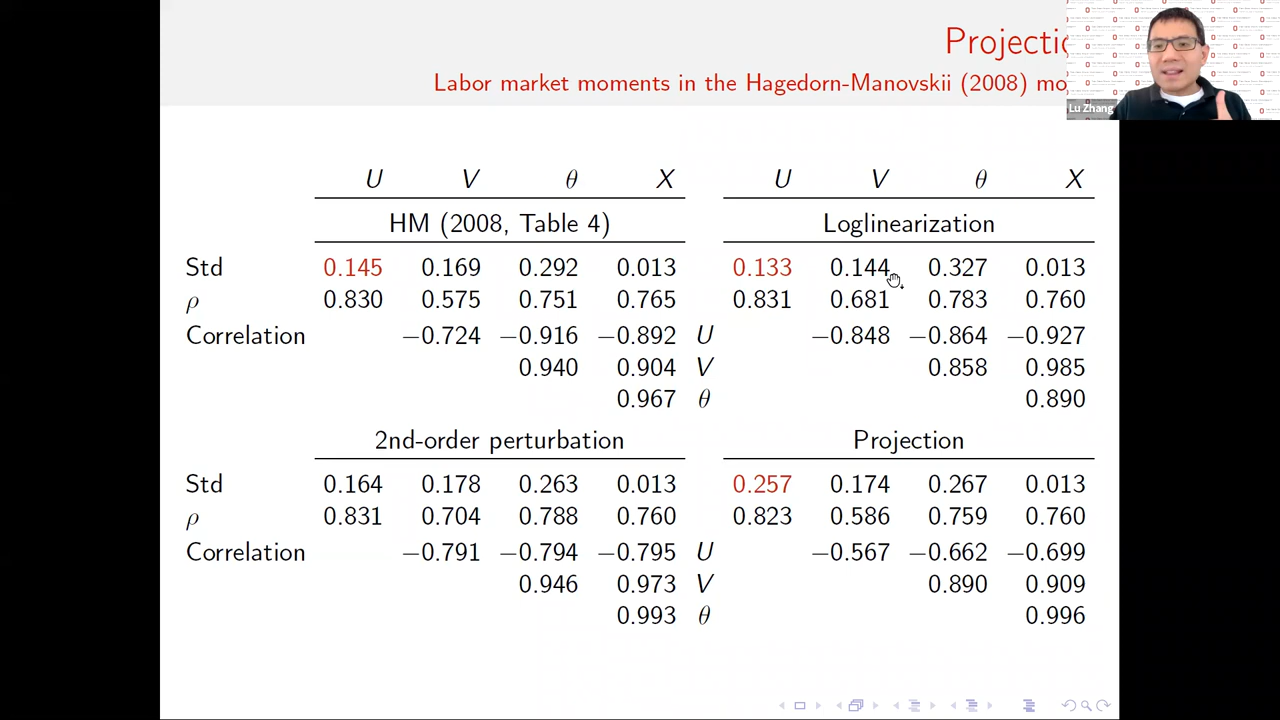 Projectio
Labor market moments in the Hagedorn-Manovskii (2008) mo
Lu Zhang
U V θ X U V θ X
HM (2008, Table 4) Loglinearization
Std 0.145 0.169 0.292 0.013 0.133 0.144 0.327 0.013
ρ 0.830 0.575 0.751 0.765 0.831 0.681 0.783 0.760
Correlation −0.724 −0.916 −0.892 U −0.848 −0.864 −0.927
0.940 0.904 V 0.858 0.985
0.967 θ 0.890
2nd-order perturbation Projection
Std 0.164 0.178 0.263 0.013 0.257 0.174 0.267 0.013
ρ 0.831 0.704 0.788 0.760 0.823 0.586 0.759 0.760
Correlation −0.791 −0.794 −0.795 U −0.567 −0.662 −0.699
0.946 0.973 V 0.890 0.909
0.993 θ 0.996